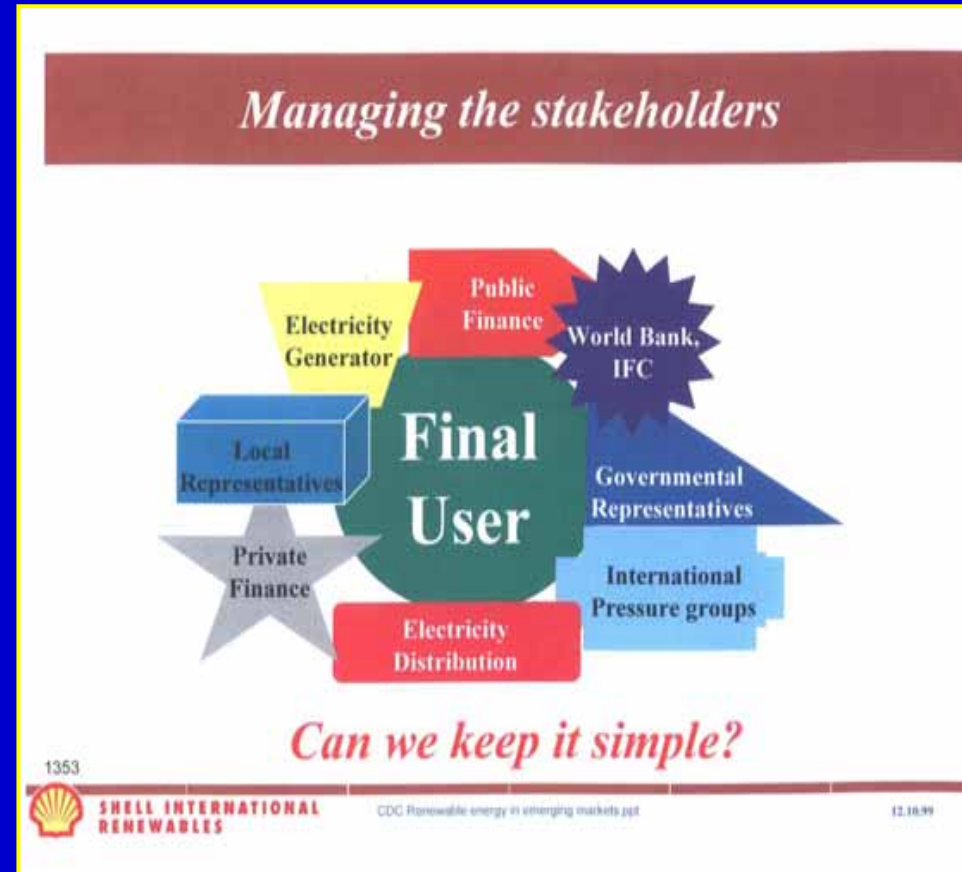 Managing the stakeholders
Public
Finance
World Bank,
IFC
Electricity
Generator
Final
User
Local
Representatives
Governmental
Representatives
Private
Finance
International
Pressure groups
Electricity
Distribution
Can we keep it simple?
1353
SHELL INTERNATIONAL
RENEWABLES
CDC Renewable energy in emerging markets.ppt
12.10.99